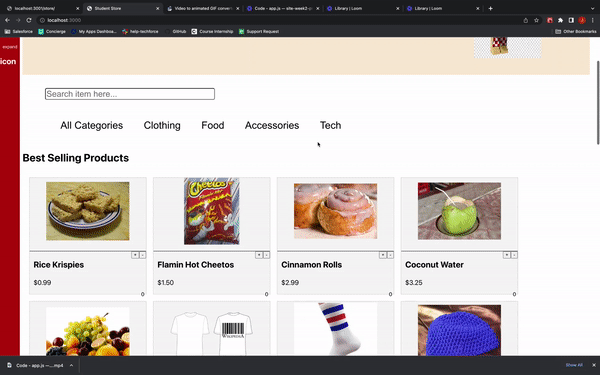 localhost:3001/store/
Student Store
Video to animated GIF conver
Code – app.js — site-week2-p
Library | Loom
Library | Loom
localhost:3000
Salesforce
Concierge
My Apps Dashboa...
help-techforce
GitHub
Course Internship
Support Request
Other Bookmarks
expand
icon
Search item here...
All Categories
Clothing
Food
Accessories
Tech
Best Selling Products
Cheetos
+ -
+ -
+ -
+ -
Rice Krispies
Flamin Hot Cheetos
Cinnamon Rolls
Coconut Water
$0.99
$1.50
$2.99
$3.25
0
0
0
0
Code – app.js —....mp4
Show All